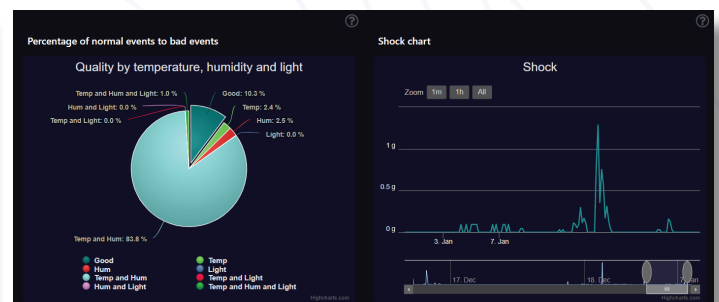 Percentage of normal events to bad events
?
Quality by temperature, humidity and light
Temp and Hum and Light: 1.0 %
Good: 10.3 %
Hum and Light: 0.0 %
Temp: 2.4 %
Temp and Light: 0.0 %
Hum: 2.5 %
Light: 0.0 %
Temp and Hum: 83.8 %
Good
Temp
Hum
Light
Temp and Hum
Temp and Light
Hum and Light
Temp and Hum and Light
Highcharts.com
Shock chart
?
Shock
Zoom 1m 1h All
1 g
0.5 g
0 g
3. Jan 7. Jan
17. Dec 18. Dec 7. Jan
Highcharts.com